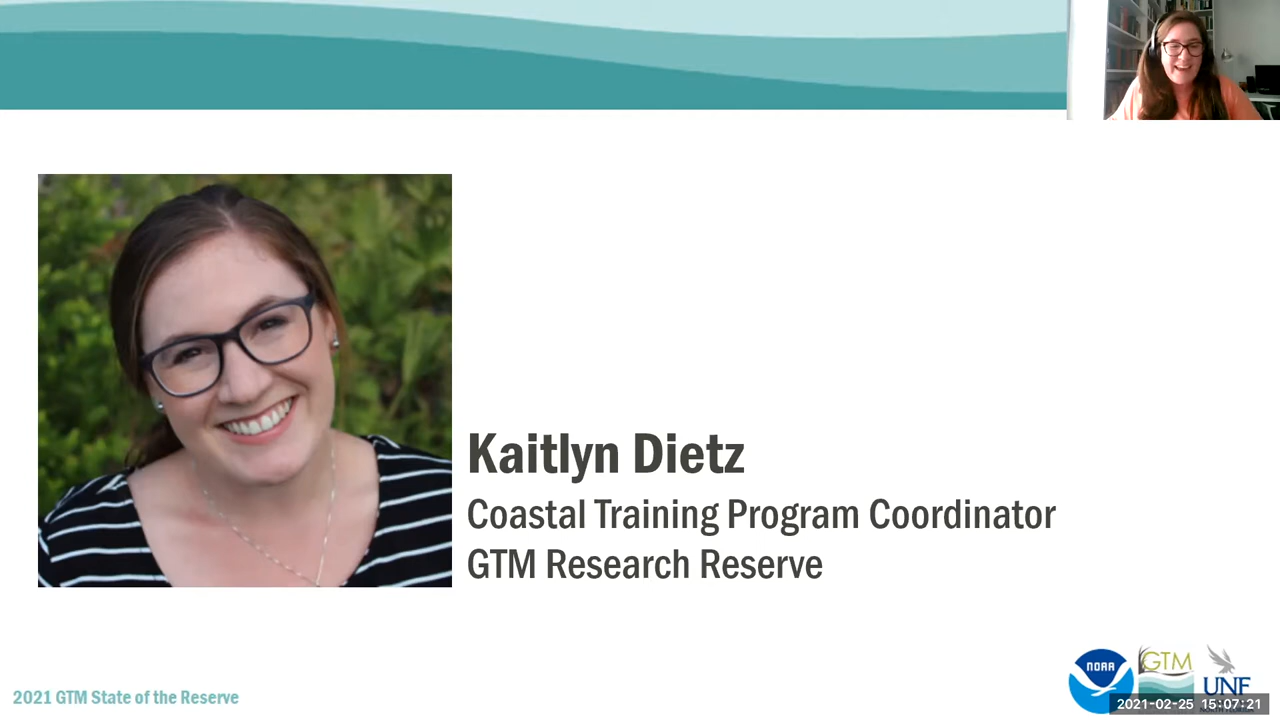 Kaitlyn Dietz
Coastal Training Program Coordinator
GTM Research Reserve
2021 GTM State of the Reserve
NOAA
GTM
UNF
2021-02-25 15:07:21